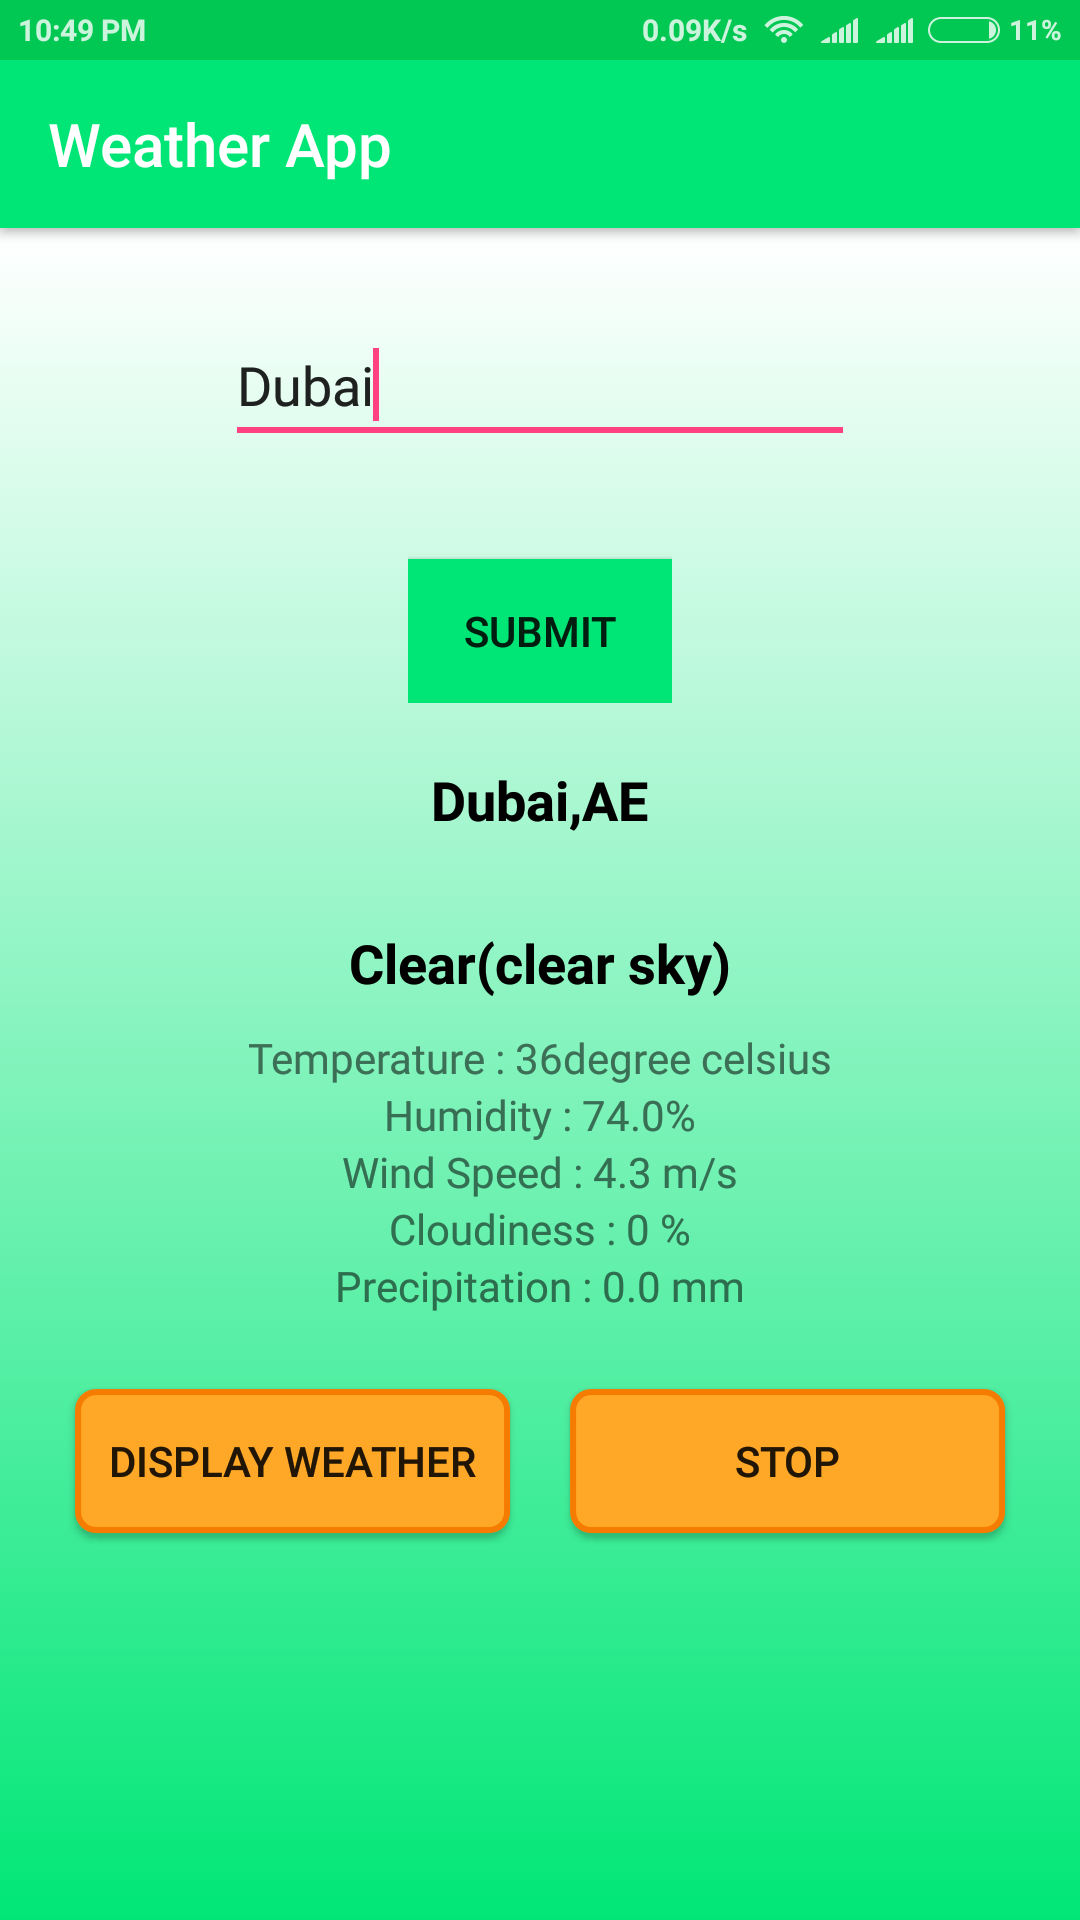 10:49 PM 0.09K/s 11%
Weather App
Dubai
SUBMIT
Dubai,AE
Clear(clear sky)
Temperature : 36degree celsius
Humidity : 74.0%
Wind Speed : 4.3 m/s
Cloudiness : 0 %
Precipitation : 0.0 mm
DISPLAY WEATHER STOP